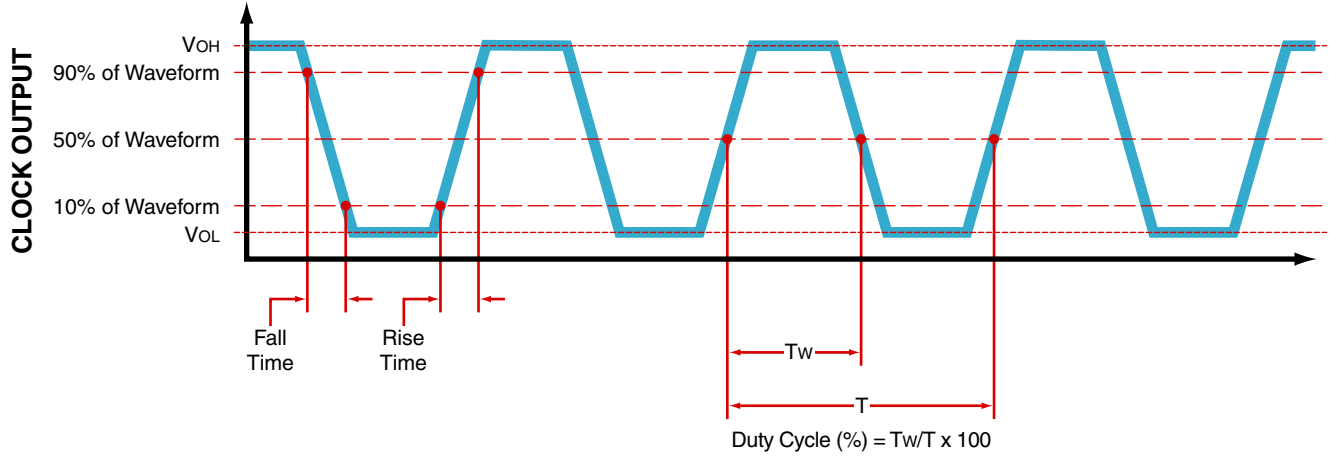 CLOCK OUTPUT
VOH
90% of Waveform
50% of Waveform
10% of Waveform
VOL
Fall
Time
Rise
Time
TW
T
Duty Cycle (%) = TW/T x 100